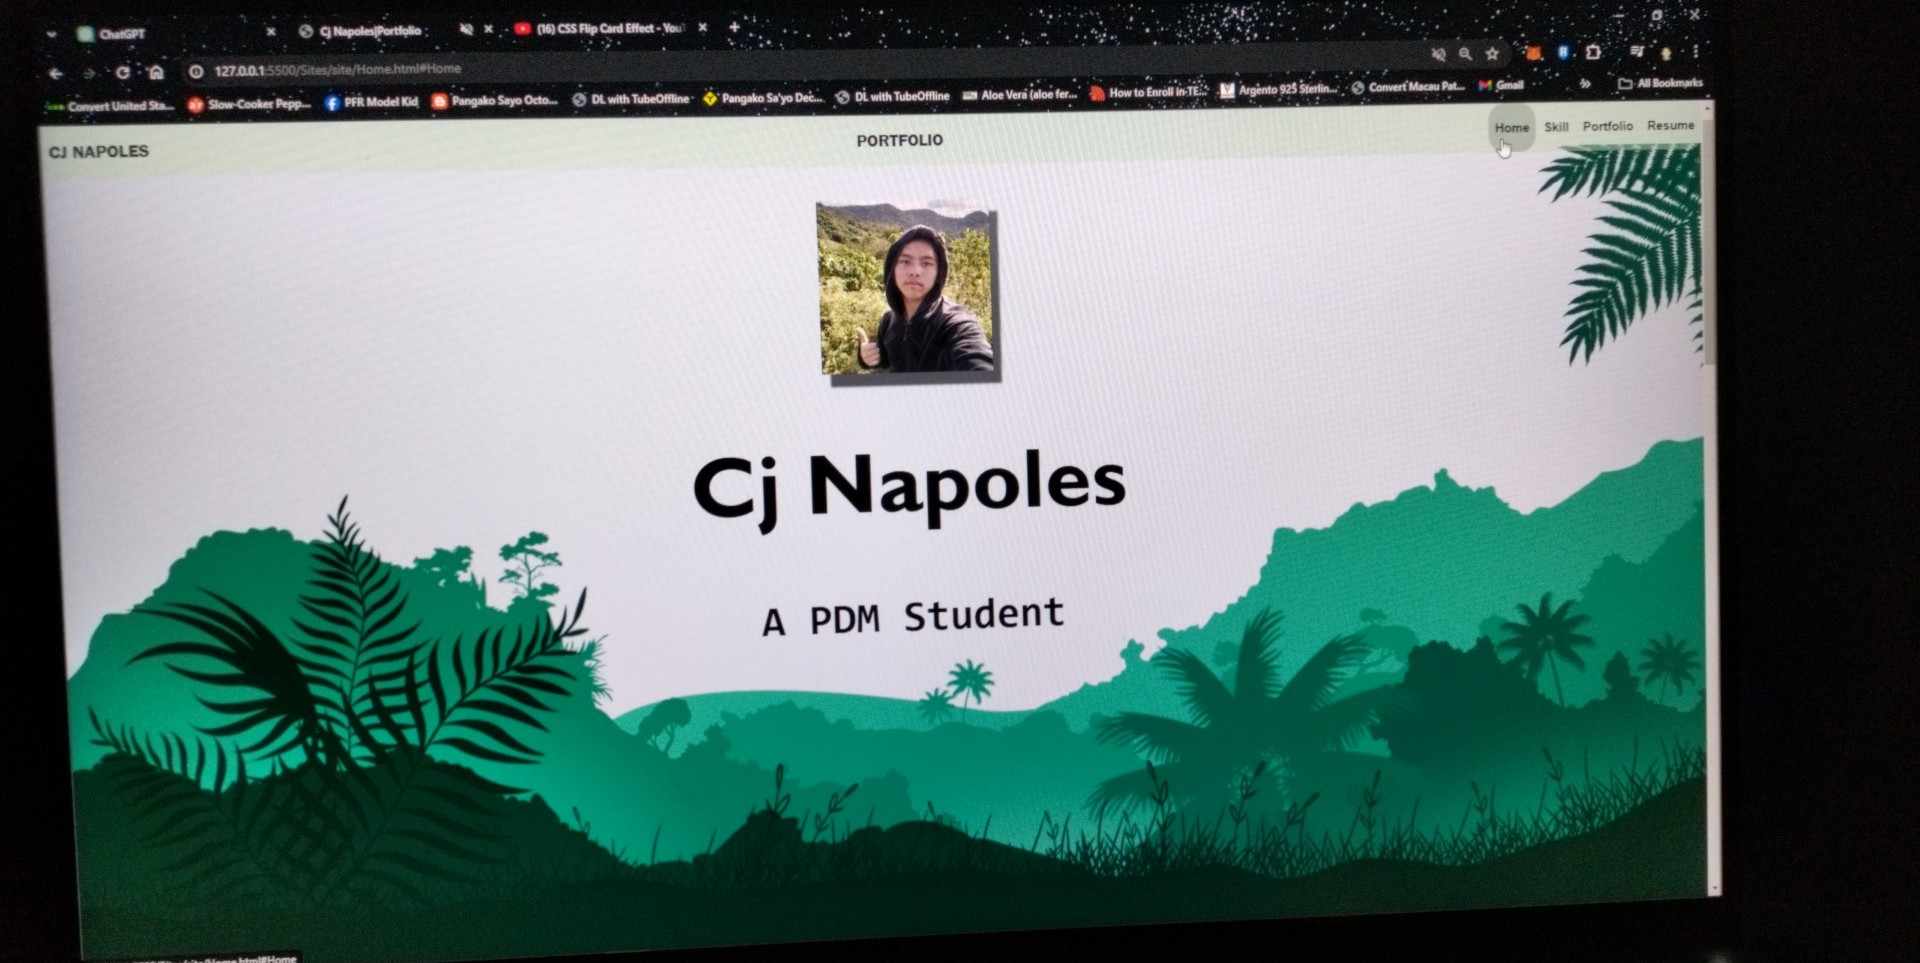 ChatGPT
Cj Napoles|Portfolio
(16) CSS Flip Card Effect - You
127.0.0.1:5500/Sites/site/Home.html#Home
Convert United Sta...
Slow-Cooker Pepp...
PFR Model Kid
Pangako Sayo Octo...
DL with TubeOffline
Pangako Sa'yo Dec...
DL with TubeOffline
Aloe Vera (aloe fer...
How to Enroll in TE...
Argento 925 Sterlin...
Convert Macau Pat...
Gmail
All Bookmarks
CJ NAPOLES
PORTFOLIO
Home Skill Portfolio Resume
Cj Napoles
A PDM Student
/site/Home.html#Home